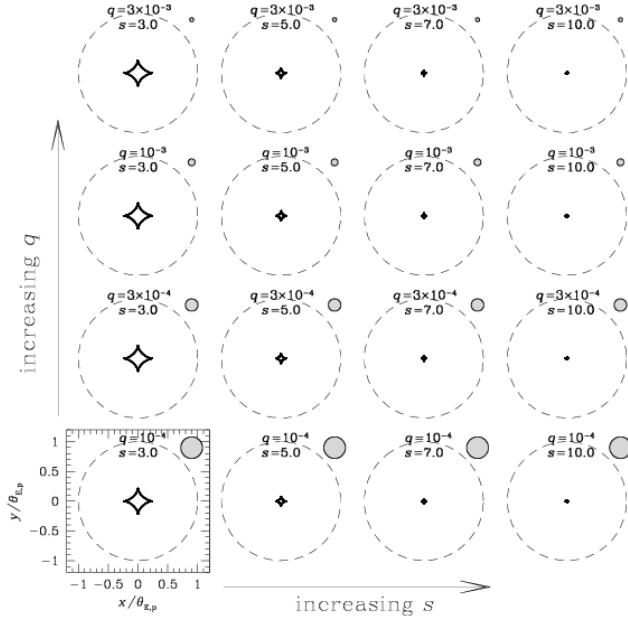 q=3×10⁻³ q=3×10⁻³ q=3×10⁻³ q=3×10⁻³
s=3.0 s=5.0 s=7.0 s=10.0
q=10⁻³ q=10⁻³ q=10⁻³ q=10⁻³
s=3.0 s=5.0 s=7.0 s=10.0
increasing q
q=3×10⁻⁴ q=3×10⁻⁴ q=3×10⁻⁴ q=3×10⁻⁴
s=3.0 s=5.0 s=7.0 s=10.0
q=10⁻⁴ q=10⁻⁴ q=10⁻⁴ q=10⁻⁴
s=3.0 s=5.0 s=7.0 s=10.0
1
0.5
0
−0.5
−1
y/θE,p
−1 −0.5 0 0.5 1
x/θE,p
increasing s